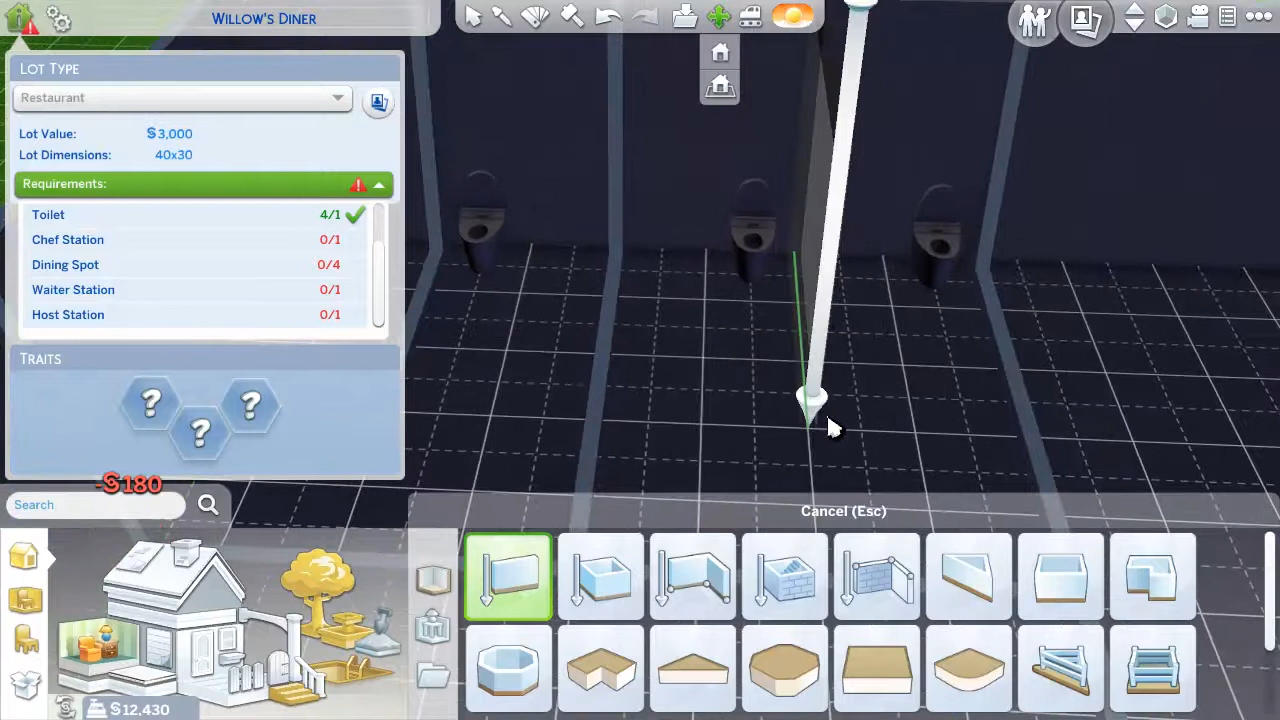 WILLOW'S DINER
LOT TYPE
Restaurant
Lot Value: §3,000
Lot Dimensions: 40x30
Requirements:
Toilet 4/1
Chef Station 0/1
Dining Spot 0/4
Waiter Station 0/1
Host Station 0/1
TRAITS
? ? ?
-§180
Search
Cancel (Esc)
§12,430